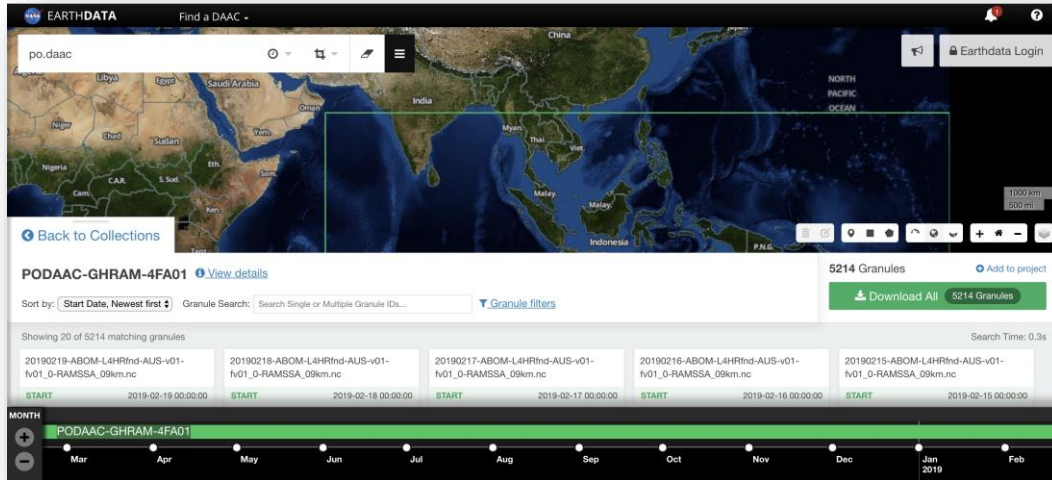 EARTHDATA Find a DAAC
1
?
po.daac
Earthdata Login
China
Libya Egypt Saudi Arabia
Oman
India
NORTH
PACIFIC
OCEAN
Niger Chad Sudan Yem.
Myan.
Thai.
Viet.
Nigeria Eth.
C.A.R. S. Sud. Som.
Cam.
Ken.
Malay. Malay.
1000 km
500 mi
Indonesia
P.N.G.
Tanz.
Back to Collections
PODAAC-GHRAM-4FA01 View details
5214 Granules Add to project
Sort by: Start Date, Newest first Granule Search: Search Single or Multiple Granule IDs... Granule filters
Download All 5214 Granules
Showing 20 of 5214 matching granules Search Time: 0.3s
20190219-ABOM-L4HRfnd-AUS-v01-
fv01_0-RAMSSA_09km.nc
START 2019-02-19 00:00:00
20190218-ABOM-L4HRfnd-AUS-v01-
fv01_0-RAMSSA_09km.nc
START 2019-02-18 00:00:00
20190217-ABOM-L4HRfnd-AUS-v01-
fv01_0-RAMSSA_09km.nc
START 2019-02-17 00:00:00
20190216-ABOM-L4HRfnd-AUS-v01-
fv01_0-RAMSSA_09km.nc
START 2019-02-16 00:00:00
20190215-ABOM-L4HRfnd-AUS-v01-
fv01_0-RAMSSA_09km.nc
START 2019-02-15 00:00:00
MONTH
PODAAC-GHRAM-4FA01
Mar Apr May Jun Jul Aug Sep Oct Nov Dec Jan Feb
2019